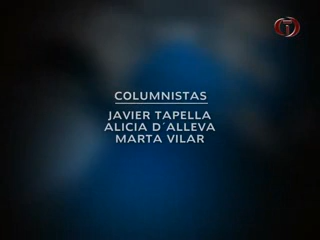 COLUMNISTAS
JAVIER TAPELLA
ALICIA D´ALLEVA
MARTA VILAR